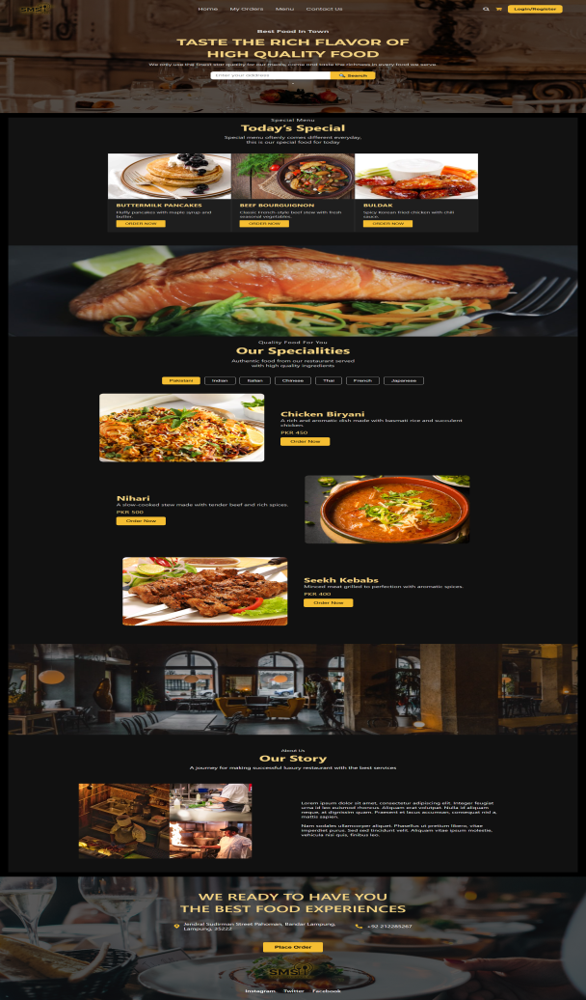 SMSH
Home
My Orders
Menu
Contact Us
Login/Register
Best Food In Town
TASTE THE RICH FLAVOR OF
HIGH QUALITY FOOD
We only use the finest star quality for our meals, come and taste the richness in every food we serve.
Enter your address
Search
Special Menu
Today's Special
Special menu oftenly comes different everyday,
this is our special food for today
BUTTERMILK PANCAKES
Fluffy pancakes with maple syrup and
butter.
ORDER NOW
BEEF BOURGUIGNON
Classic French-style beef stew with fresh
seasonal vegetables.
ORDER NOW
BULDAK
Spicy Korean fried chicken with chili
sauce.
ORDER NOW
Quality Food For You
Our Specialities
Authentic food from our restaurant served
with high quality ingredients
Pakistani
Indian
Italian
Chinese
Thai
French
Japanese
Chicken Biryani
A rich and aromatic dish made with basmati rice and succulent
chicken.
PKR 450
Order Now
Nihari
A slow-cooked stew made with tender beef and rich spices.
PKR 500
Order Now
Seekh Kebabs
Minced meat grilled to perfection with aromatic spices.
PKR 400
Order Now
About Us
Our Story
A journey for making successful luxury restaurant with the best services
Lorem ipsum dolor sit amet, consectetur adipiscing elit. Integer feugiat
urna id leo euismod rhoncus. Aliquam erat volutpat. Nulla id aliquam
neque, at dignissim quam. Praesent et lacus accumsan, consequat nisl a,
mattis sapien.
Nam sodales ullamcorper aliquet. Phasellus ut pretium libero, vitae
imperdiet purus. Sed sed tincidunt velit. Aliquam vitae ipsum molestie,
vehicula nisi quis, finibus leo.
WE READY TO HAVE YOU
THE BEST FOOD EXPERIENCES
Jendral Sudirman Street Pahoman, Bandar Lampung,
Lampung, 35222
+92 212285267
Place Order
Instagram
Twitter
Facebook